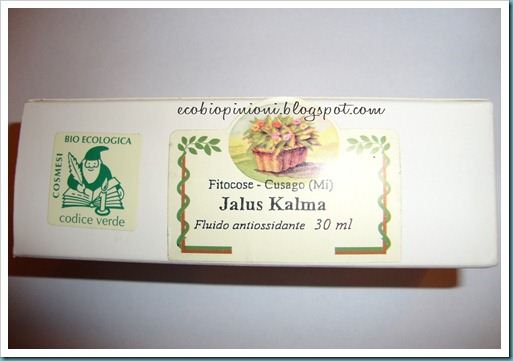 ecobiopinioni.blogspot.com
BIO ECOLOGICA
COSMESI
codice verde
Fitocose - Cusago (Mi)
Jalus Kalma
Fluido antiossidante 30 ml